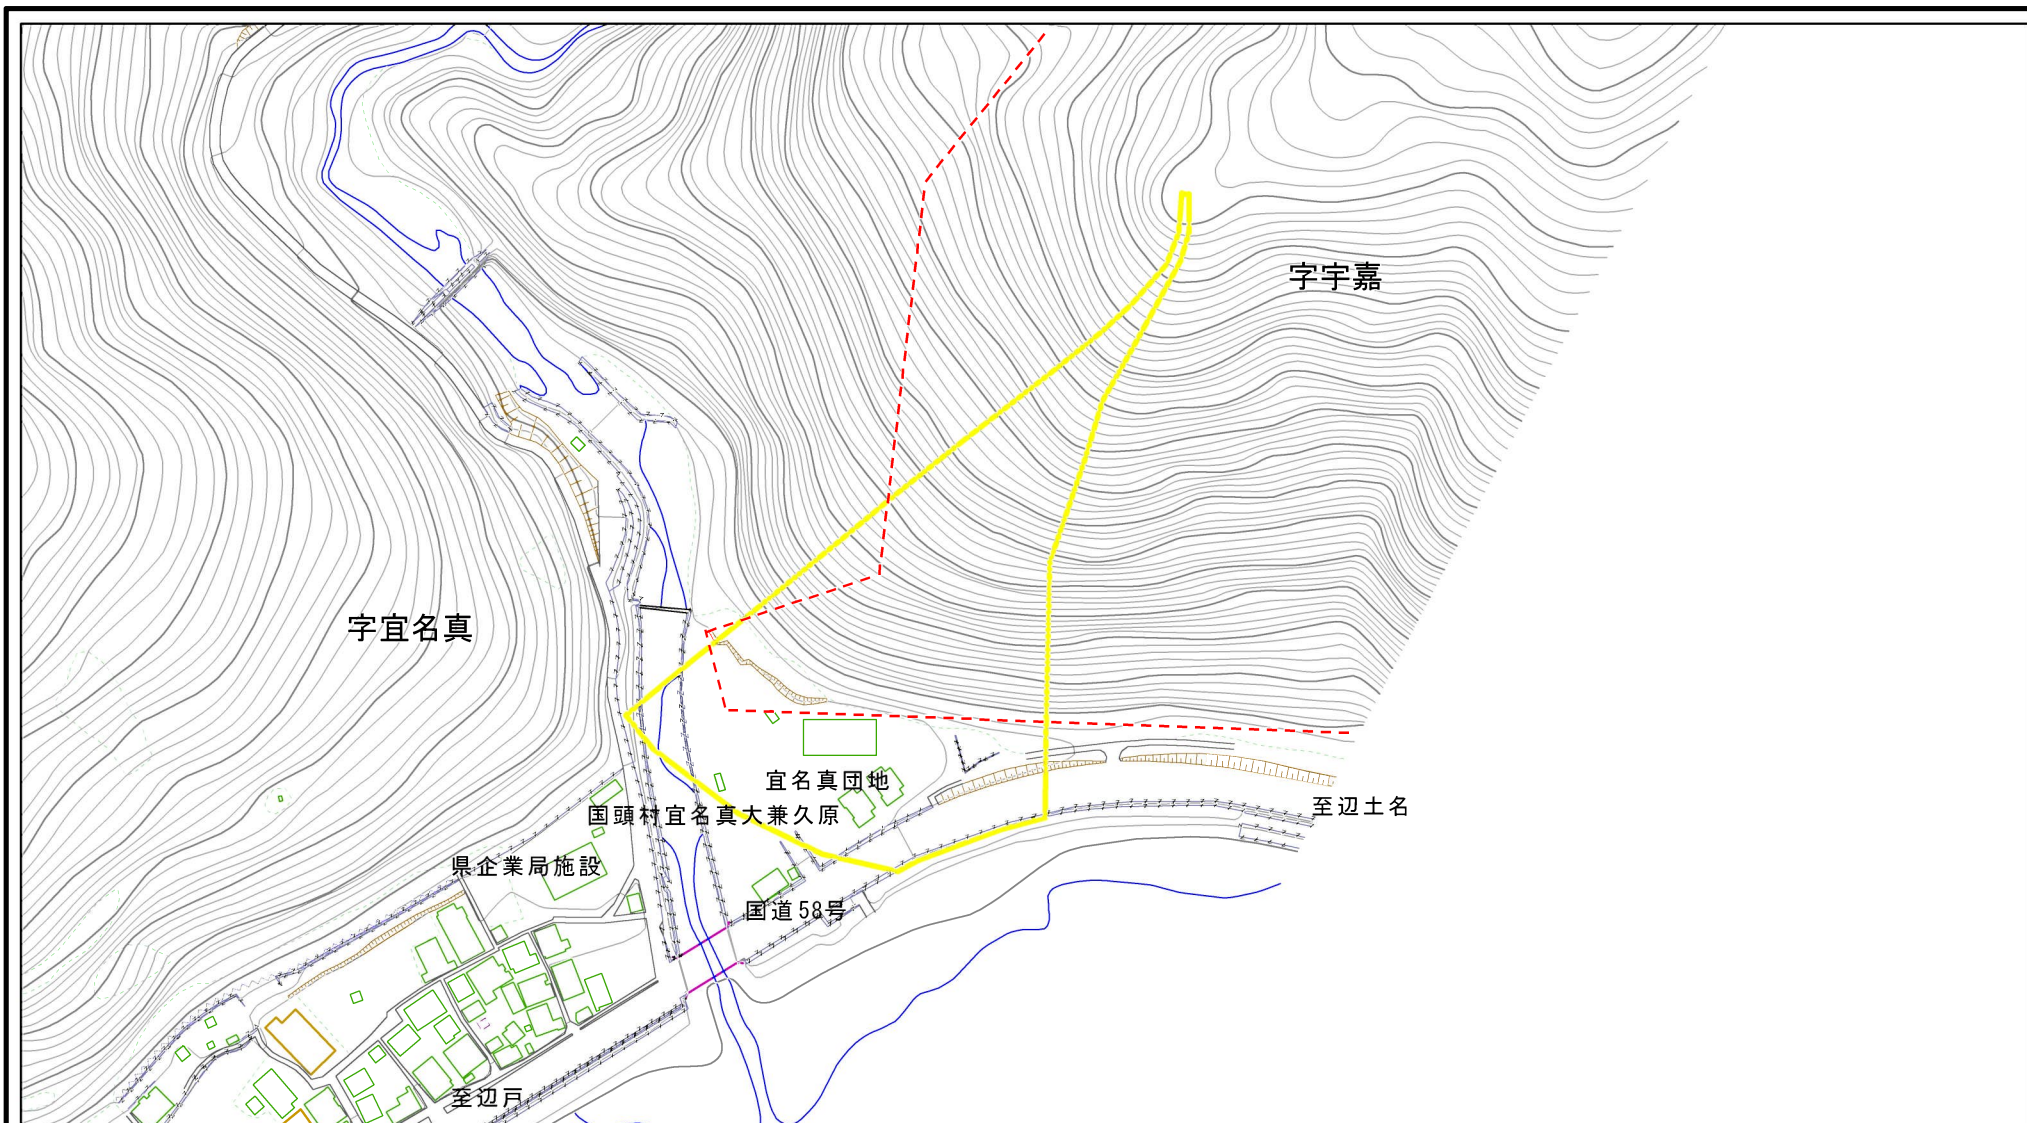 字宇嘉
字宜名真
宜名真団地
至辺土名
国頭村宜名真大兼久原
県企業局施設
国道58号
至辺戸